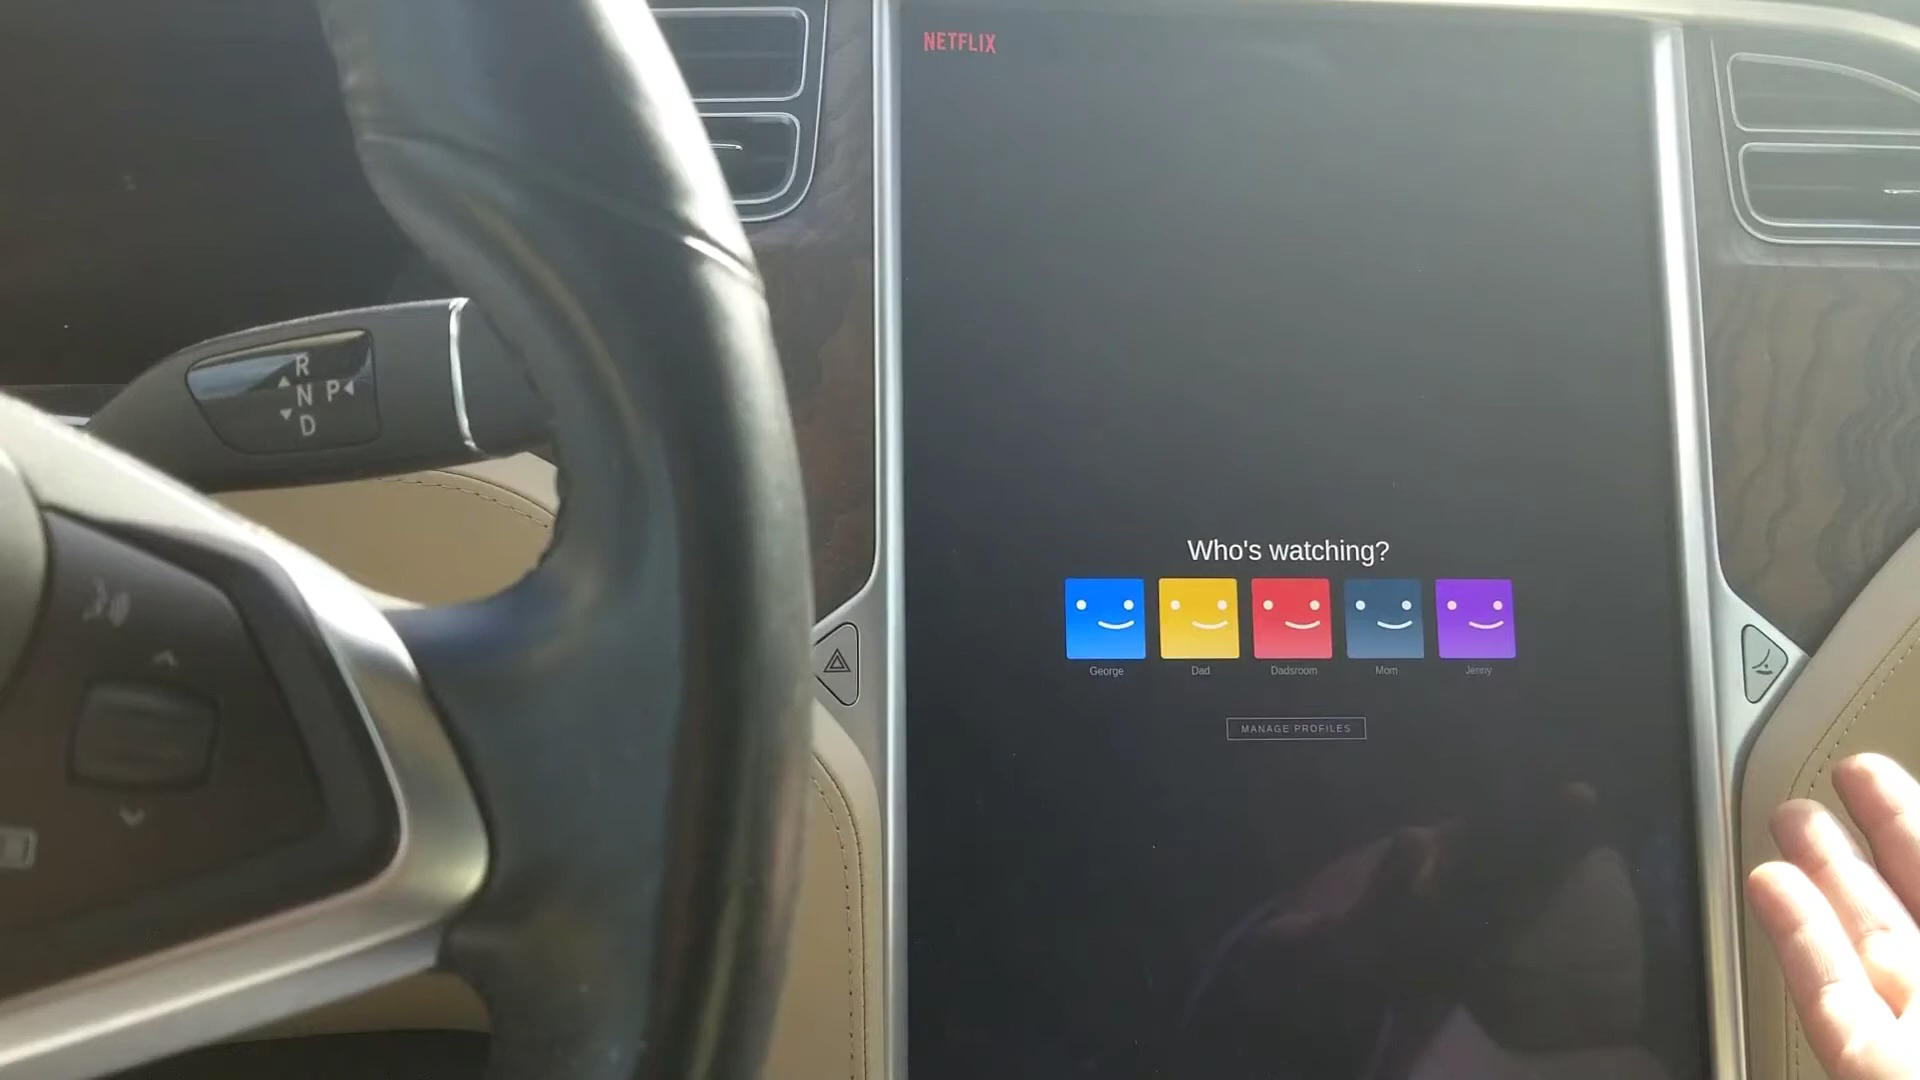 NETFLIX
R
N P
D
Who's watching?
George Dad Dadsroom Mom Jenny
MANAGE PROFILES